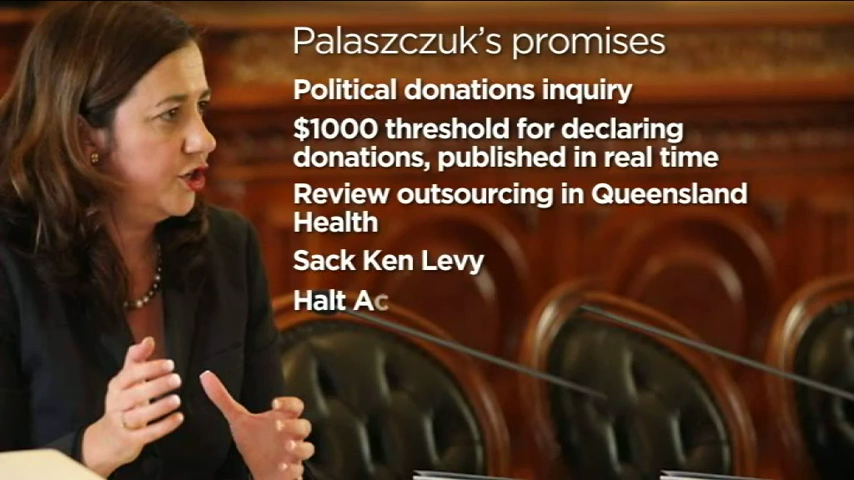 Palaszczuk's promises
Political donations inquiry
$1000 threshold for declaring
donations, published in real time
Review outsourcing in Queensland
Health
Sack Ken Levy
Halt Ac